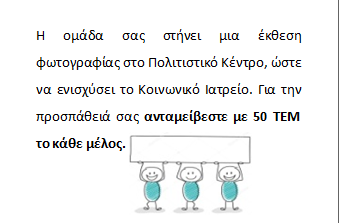 Η ομάδα σας στήνει μια έκθεση
φωτογραφίας στο Πολιτιστικό Κέντρο, ώστε
να ενισχύσει το Κοινωνικό Ιατρείο. Για την
προσπάθειά σας ανταμείβεστε με 50 ΤΕΜ
το κάθε μέλος.